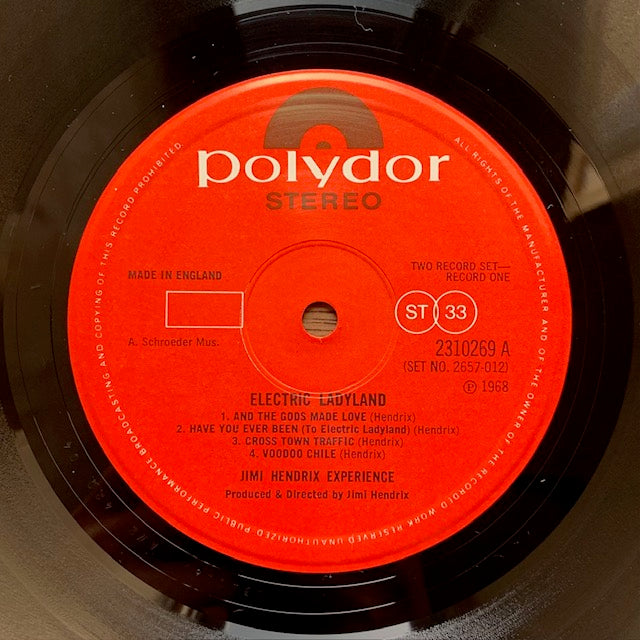 polydor
STEREO
MADE IN ENGLAND
TWO RECORD SET—
RECORD ONE
ST 33
A. Schroeder Mus.
2310269 A
(SET NO. 2657-012)
℗ 1968
ELECTRIC LADYLAND
1. AND THE GODS MADE LOVE (Hendrix)
2. HAVE YOU EVER BEEN (To Electric Ladyland) (Hendrix)
3. CROSS TOWN TRAFFIC (Hendrix)
4. VOODOO CHILE (Hendrix)
JIMI HENDRIX EXPERIENCE
Produced & Directed by Jimi Hendrix
ALL RIGHTS OF THE MANUFACTURER AND OF THE OWNER OF THE RECORDED WORK RESERVED UNAUTHORIZED PUBLIC PERFORMANCE BROADCASTING AND COPYING OF THIS RECORD PROHIBITED.